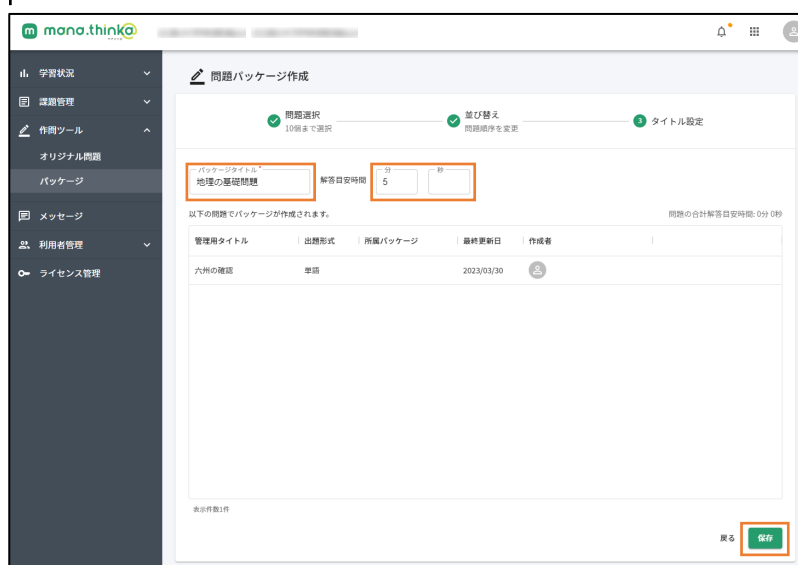 mana.thinka
学習状況
課題管理
作問ツール
オリジナル問題
パッケージ
メッセージ
利用者管理
ライセンス管理
問題パッケージ作成
問題選択
10個まで選択
並び替え
問題順序を変更
3 タイトル設定
パッケージタイトル*
地理の基礎問題
解答目安時間
分
5
秒
以下の問題でパッケージが作成されます。
問題の合計解答目安時間: 0分 0秒
管理用タイトル 出題形式 所属パッケージ 最終更新日 作成者
六州の確認 単語 2023/03/30
表示件数1件
戻る 保存